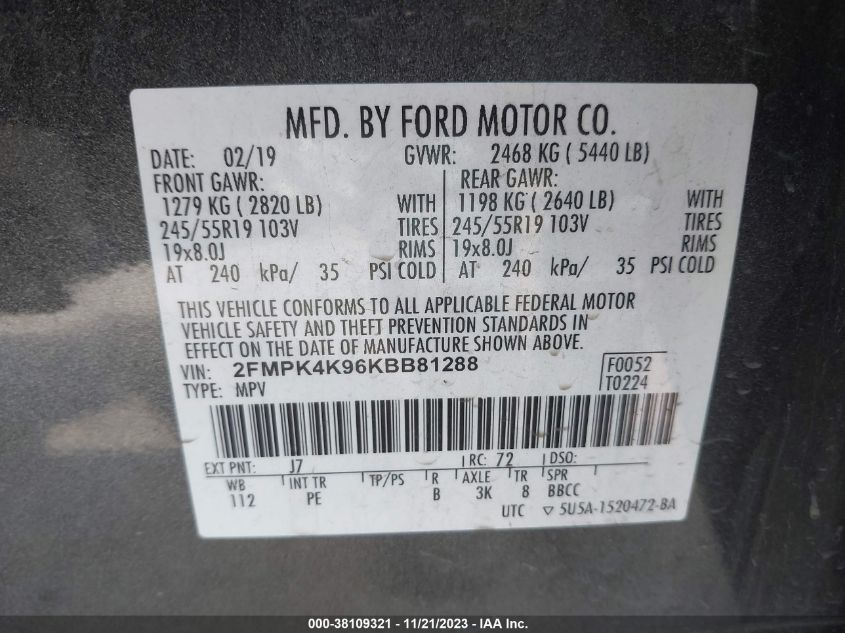 MFD. BY FORD MOTOR CO.
DATE: 02/19 GVWR: 2468 KG ( 5440 LB)
FRONT GAWR: REAR GAWR:
1279 KG ( 2820 LB) WITH 1198 KG ( 2640 LB) WITH
245/55R19 103V TIRES 245/55R19 103V TIRES
19x8.0J RIMS 19x8.0J RIMS
AT 240 kPa/ 35 PSI COLD AT 240 kPa/ 35 PSI COLD
THIS VEHICLE CONFORMS TO ALL APPLICABLE FEDERAL MOTOR
VEHICLE SAFETY AND THEFT PREVENTION STANDARDS IN
EFFECT ON THE DATE OF MANUFACTURE SHOWN ABOVE.
VIN: 2FMPK4K96KBB81288 F0052
TYPE: MPV T0224
EXT PNT: J7 RC: 72 DSO:
WB INT TR TP/PS R AXLE TR SPR
112 PE B 3K 8 BBCC
UTC ▽ 5U5A-1520472-BA
000-38109321 - 11/21/2023 - IAA Inc.